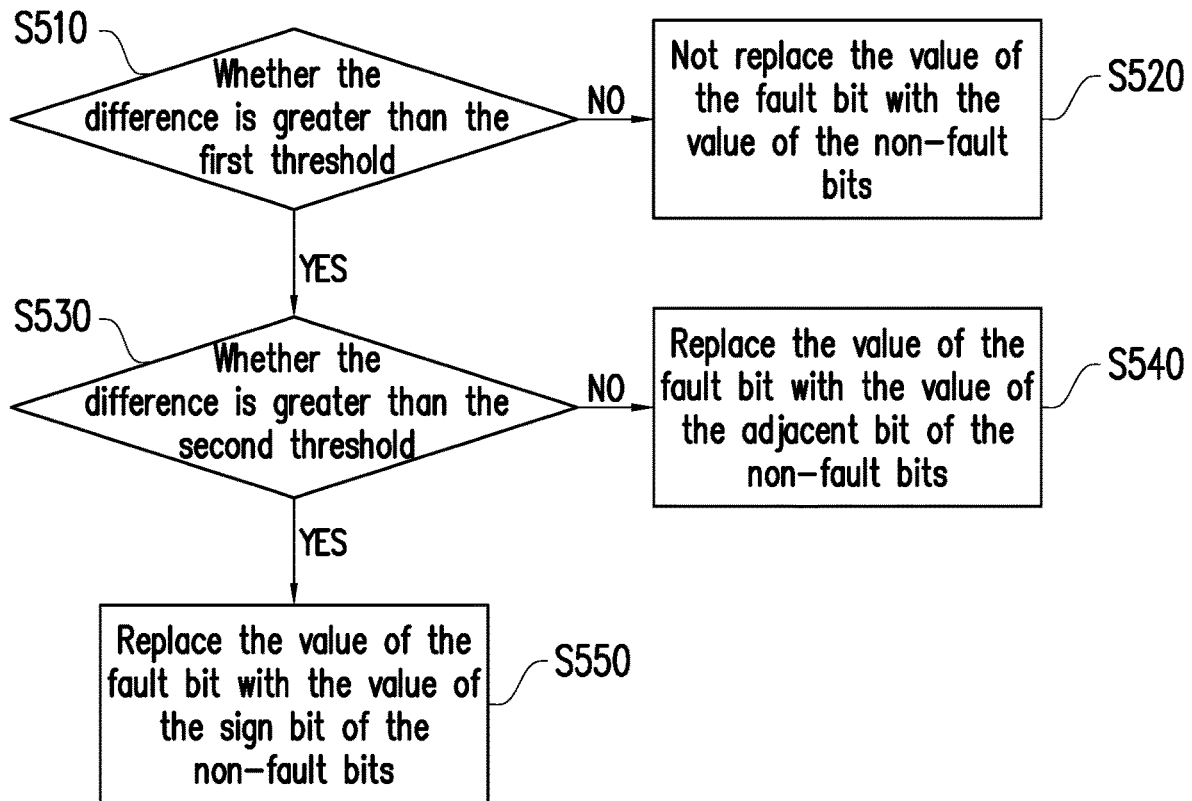 S510
Whether the
difference is greater than the
first threshold
NO
Not replace the value of
the fault bit with the
value of the non-fault
bits
S520
YES
S530
Whether the
difference is greater than the
second threshold
NO
Replace the value of the
fault bit with the value of
the adjacent bit of the
non-fault bits
S540
YES
Replace the value of the
fault bit with the value of
the sign bit of the
non-fault bits
S550